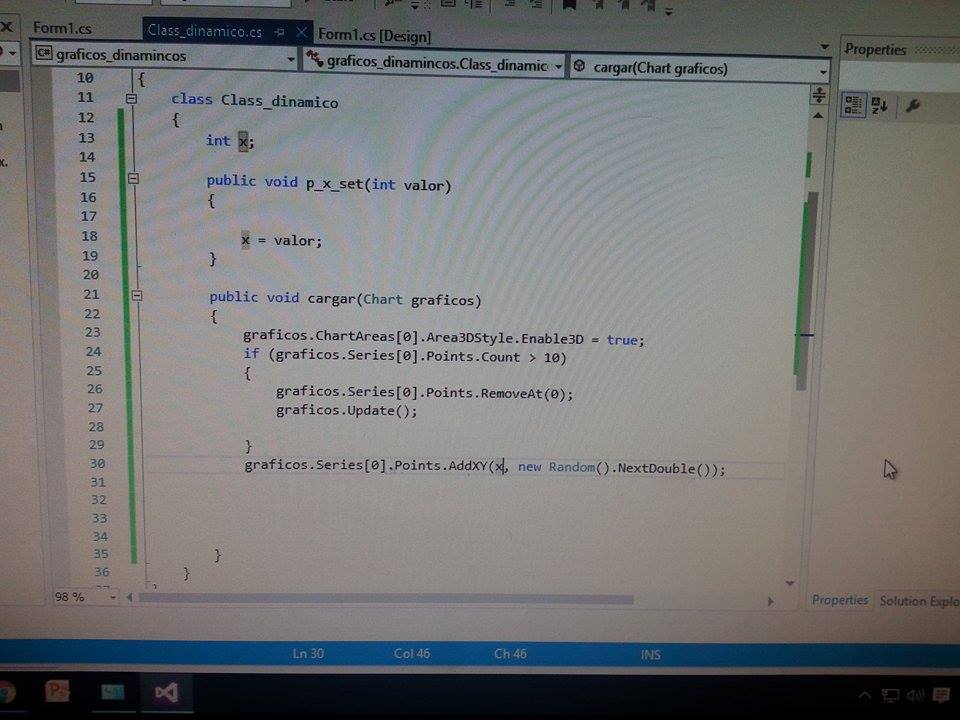 Form1.cs
Class_dinamico.cs
Form1.cs [Design]
Properties
C# graficos_dinamincos
graficos_dinamincos.Class_dinamic
cargar(Chart graficos)
10 {
11 class Class_dinamico
12 {
13 int x;
14
15 public void p_x_set(int valor)
16 {
17
18 x = valor;
19 }
20
21 public void cargar(Chart graficos)
22 {
23 graficos.ChartAreas[0].Area3DStyle.Enable3D = true;
24 if (graficos.Series[0].Points.Count > 10)
25 {
26 graficos.Series[0].Points.RemoveAt(0);
27 graficos.Update();
28
29 }
30 graficos.Series[0].Points.AddXY(x, new Random().NextDouble());
31
32
33
34
35 }
36 }
98 %
Properties
Solution Explo
Ln 30
Col 46
Ch 46
INS